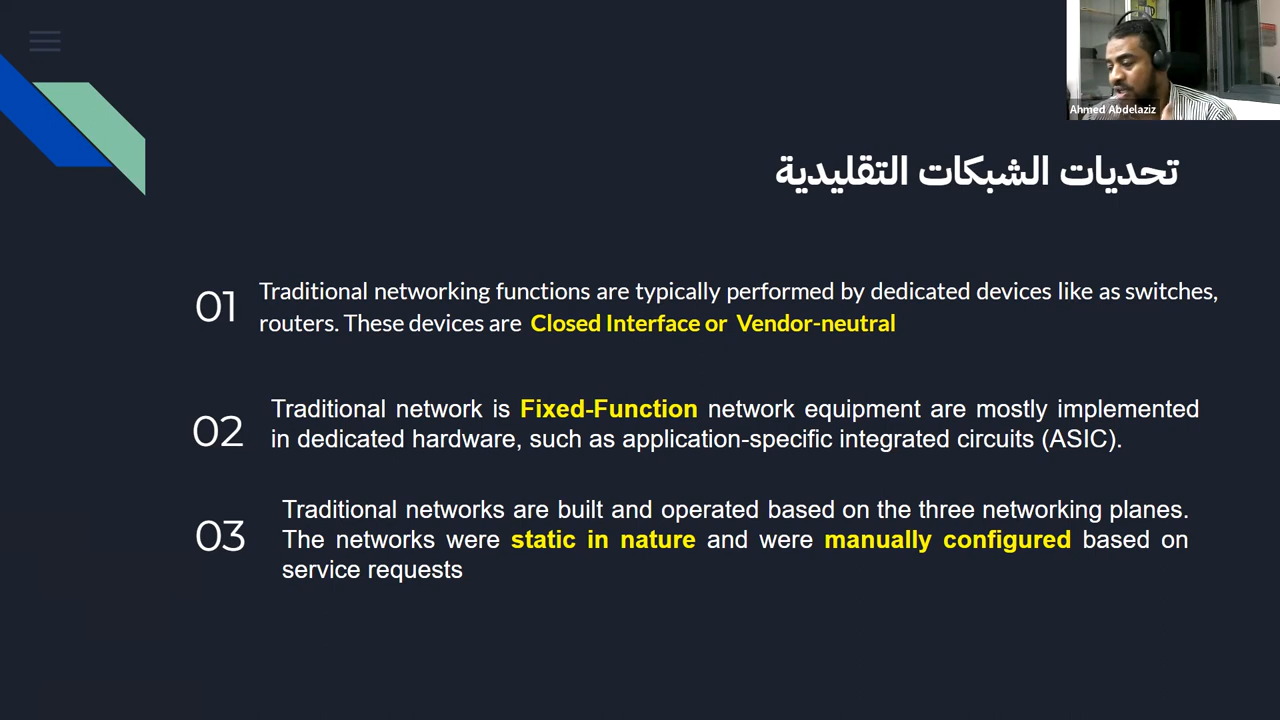 Ahmed Abdelaziz
تحديات الشبكات التقليدية
01
Traditional networking functions are typically performed by dedicated devices like as switches,
routers. These devices are Closed Interface or Vendor-neutral
02
Traditional network is Fixed-Function network equipment are mostly implemented
in dedicated hardware, such as application-specific integrated circuits (ASIC).
03
Traditional networks are built and operated based on the three networking planes.
The networks were static in nature and were manually configured based on
service requests